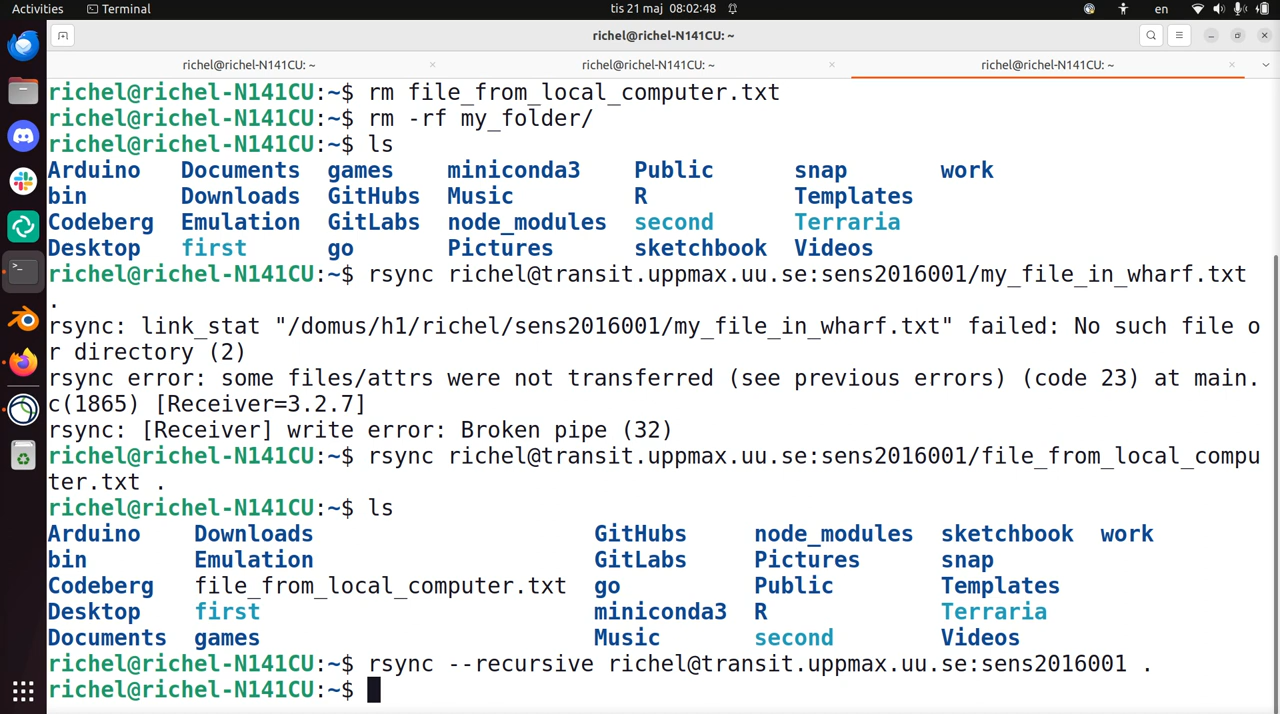 Activities Terminal tis 21 maj 08:02:48 en
richel@richel-N141CU: ~
richel@richel-N141CU: ~ richel@richel-N141CU: ~ richel@richel-N141CU: ~
richel@richel-N141CU:~$ rm file_from_local_computer.txt
richel@richel-N141CU:~$ rm -rf my_folder/
richel@richel-N141CU:~$ ls
Arduino Documents games miniconda3 Public snap work
bin Downloads GitHubs Music R Templates
Codeberg Emulation GitLabs node_modules second Terraria
Desktop first go Pictures sketchbook Videos
richel@richel-N141CU:~$ rsync richel@transit.uppmax.uu.se:sens2016001/my_file_in_wharf.txt
.
rsync: link_stat "/domus/h1/richel/sens2016001/my_file_in_wharf.txt" failed: No such file o
r directory (2)
rsync error: some files/attrs were not transferred (see previous errors) (code 23) at main.
c(1865) [Receiver=3.2.7]
rsync: [Receiver] write error: Broken pipe (32)
richel@richel-N141CU:~$ rsync richel@transit.uppmax.uu.se:sens2016001/file_from_local_compu
ter.txt .
richel@richel-N141CU:~$ ls
Arduino Downloads GitHubs node_modules sketchbook work
bin Emulation GitLabs Pictures snap
Codeberg file_from_local_computer.txt go Public Templates
Desktop first miniconda3 R Terraria
Documents games Music second Videos
richel@richel-N141CU:~$ rsync --recursive richel@transit.uppmax.uu.se:sens2016001 .
richel@richel-N141CU:~$